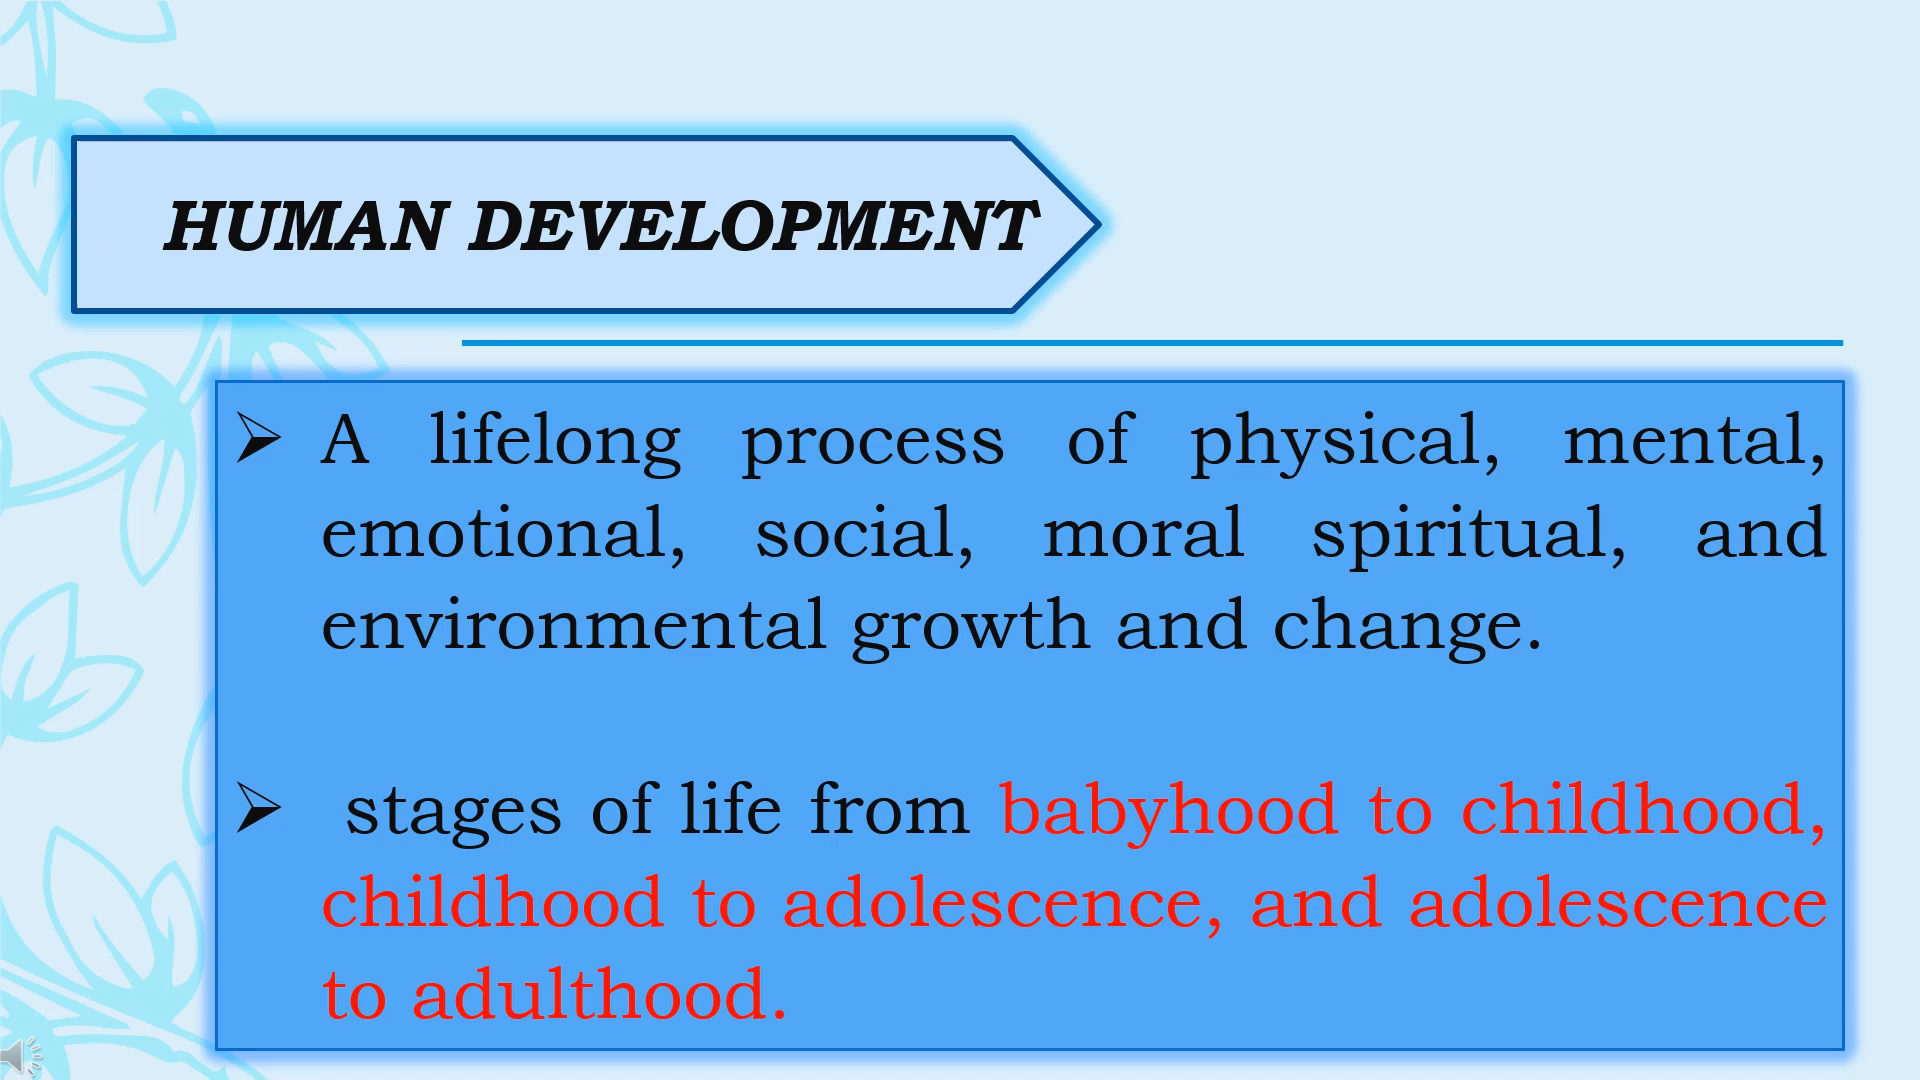 HUMAN DEVELOPMENT
➢ A lifelong process of physical, mental,
emotional, social, moral spiritual, and
environmental growth and change.
➢ stages of life from babyhood to childhood,
childhood to adolescence, and adolescence
to adulthood.